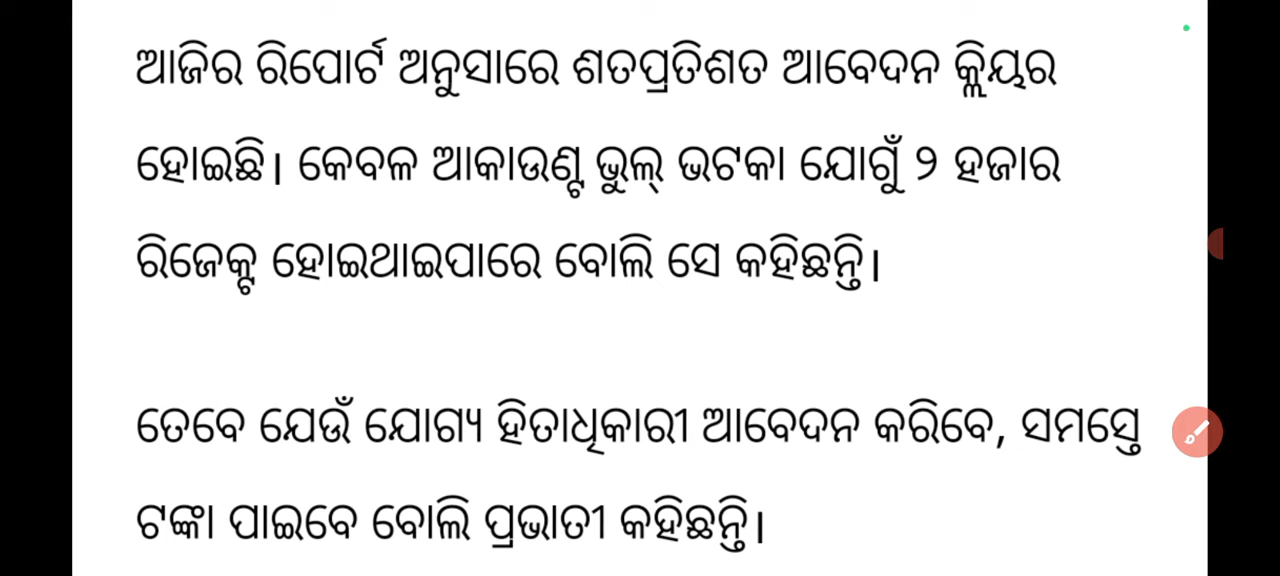 ଆଜିର ରିପୋର୍ଟ ଅନୁସାରେ ଶତପ୍ରତିଶତ ଆବେଦନ କ୍ଲିୟର
ହୋଇଛି। କେବଳ ଆକାଉଣ୍ଟ ଭୁଲ୍ ଭଟକା ଯୋଗୁଁ ୨ ହଜାର
ରିଜେକ୍ଟ ହୋଇଥାଇପାରେ ବୋଲି ସେ କହିଛନ୍ତି।
ତେବେ ଯେଉଁ ଯୋଗ୍ୟ ହିତାଧିକାରୀ ଆବେଦନ କରିବେ, ସମସ୍ତେ
ଟଙ୍କା ପାଇବେ ବୋଲି ପ୍ରଭାତୀ କହିଛନ୍ତି।